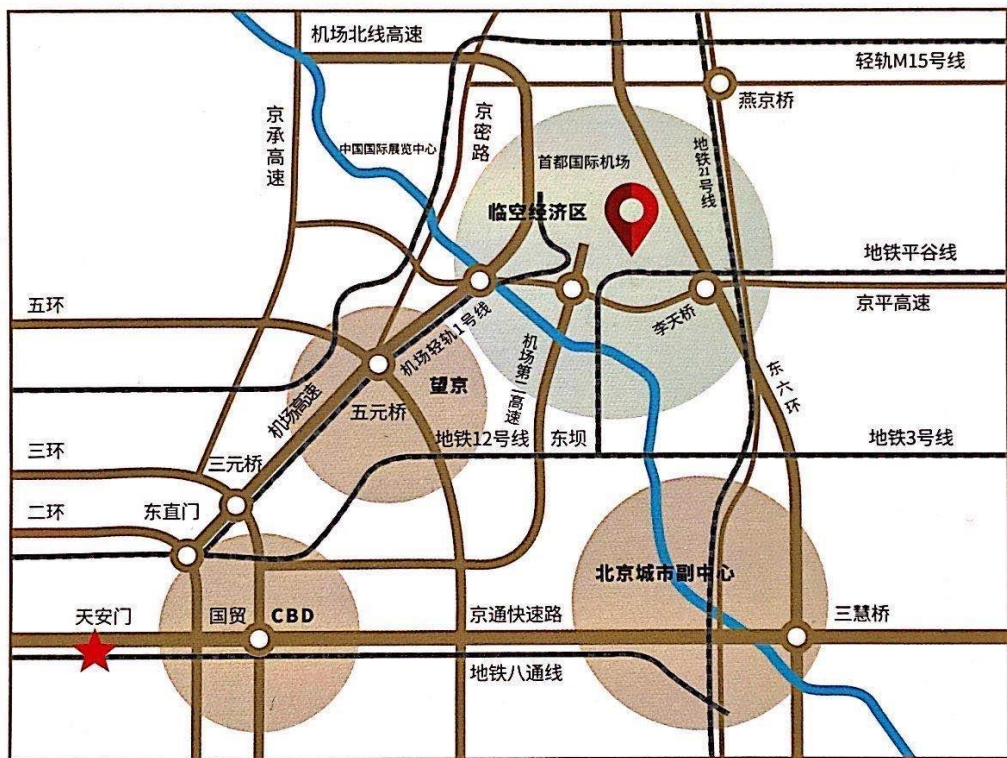 机场北线高速
轻轨M15号线
燕京桥
京承高速
京密路
中国国际展览中心
首都国际机场
地铁21号线
临空经济区
地铁平谷线
京平高速
五环
机场轻轨1号线
李天桥
机场第二高速
东六环
望京
机场高速
五元桥
地铁12号线
东坝
地铁3号线
三环
三元桥
二环
东直门
北京城市副中心
天安门
国贸
CBD
京通快速路
三慧桥
地铁八通线